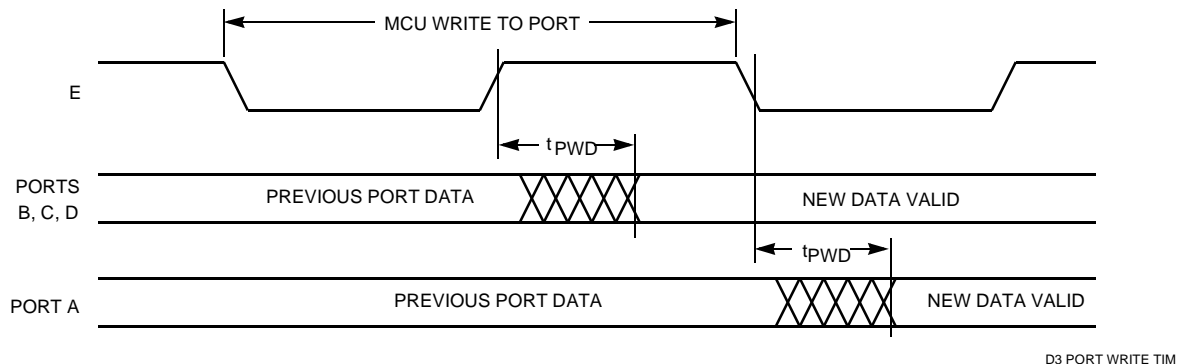 MCU WRITE TO PORT
E
tPWD
PORTS
B, C, D
PREVIOUS PORT DATA
NEW DATA VALID
tPWD
PORT A
PREVIOUS PORT DATA
NEW DATA VALID
D3 PORT WRITE TIM